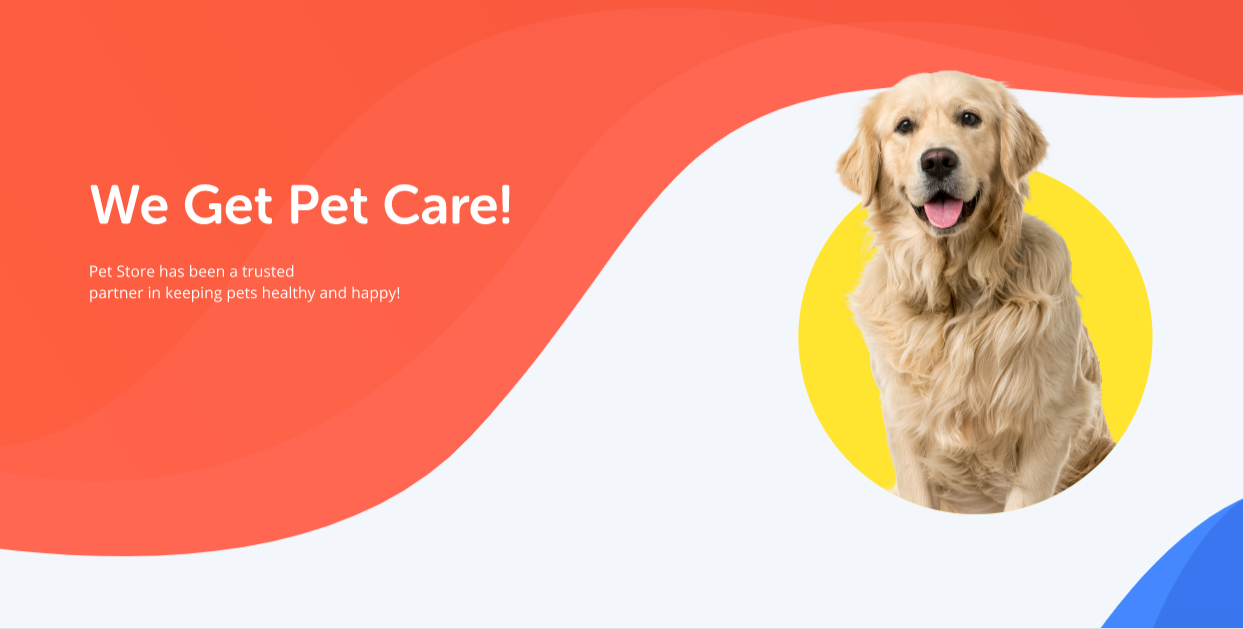 We Get Pet Care!
Pet Store has been a trusted
partner in keeping pets healthy and happy!